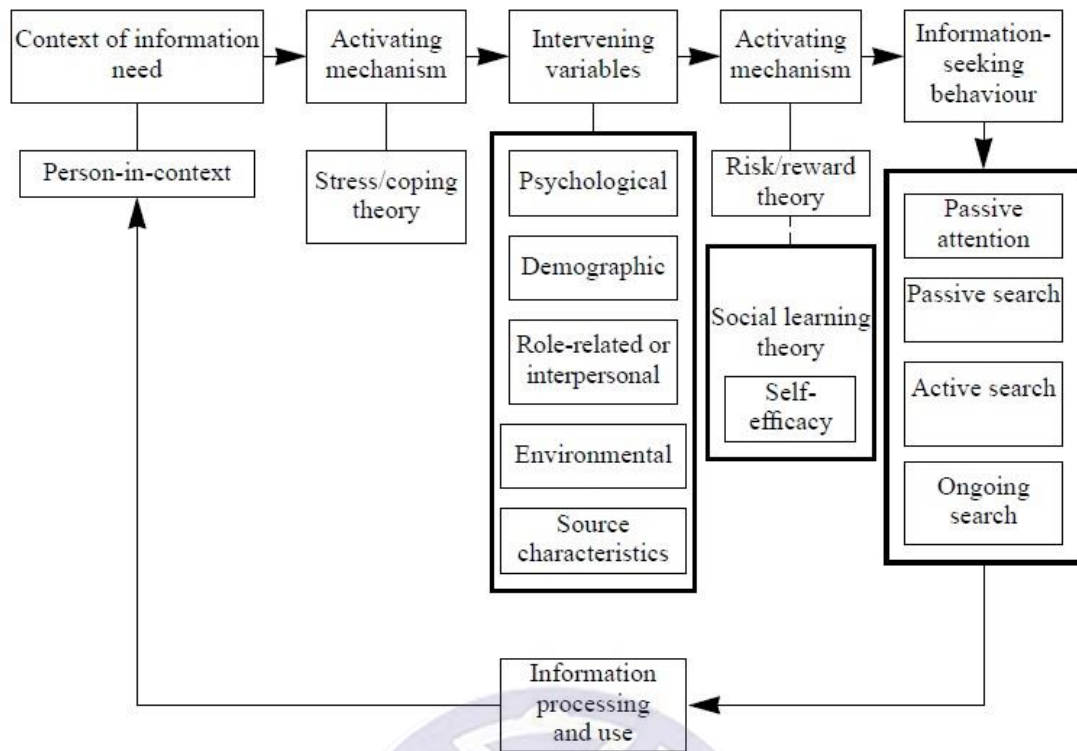 Context of information
need
Activating
mechanism
Intervening
variables
Activating
mechanism
Information-
seeking
behaviour
Person-in-context
Stress/coping
theory
Psychological
Demographic
Role-related or
interpersonal
Environmental
Source
characteristics
Risk/reward
theory
Social learning
theory
Self-
efficacy
Passive
attention
Passive search
Active search
Ongoing
search
Information
processing
and use